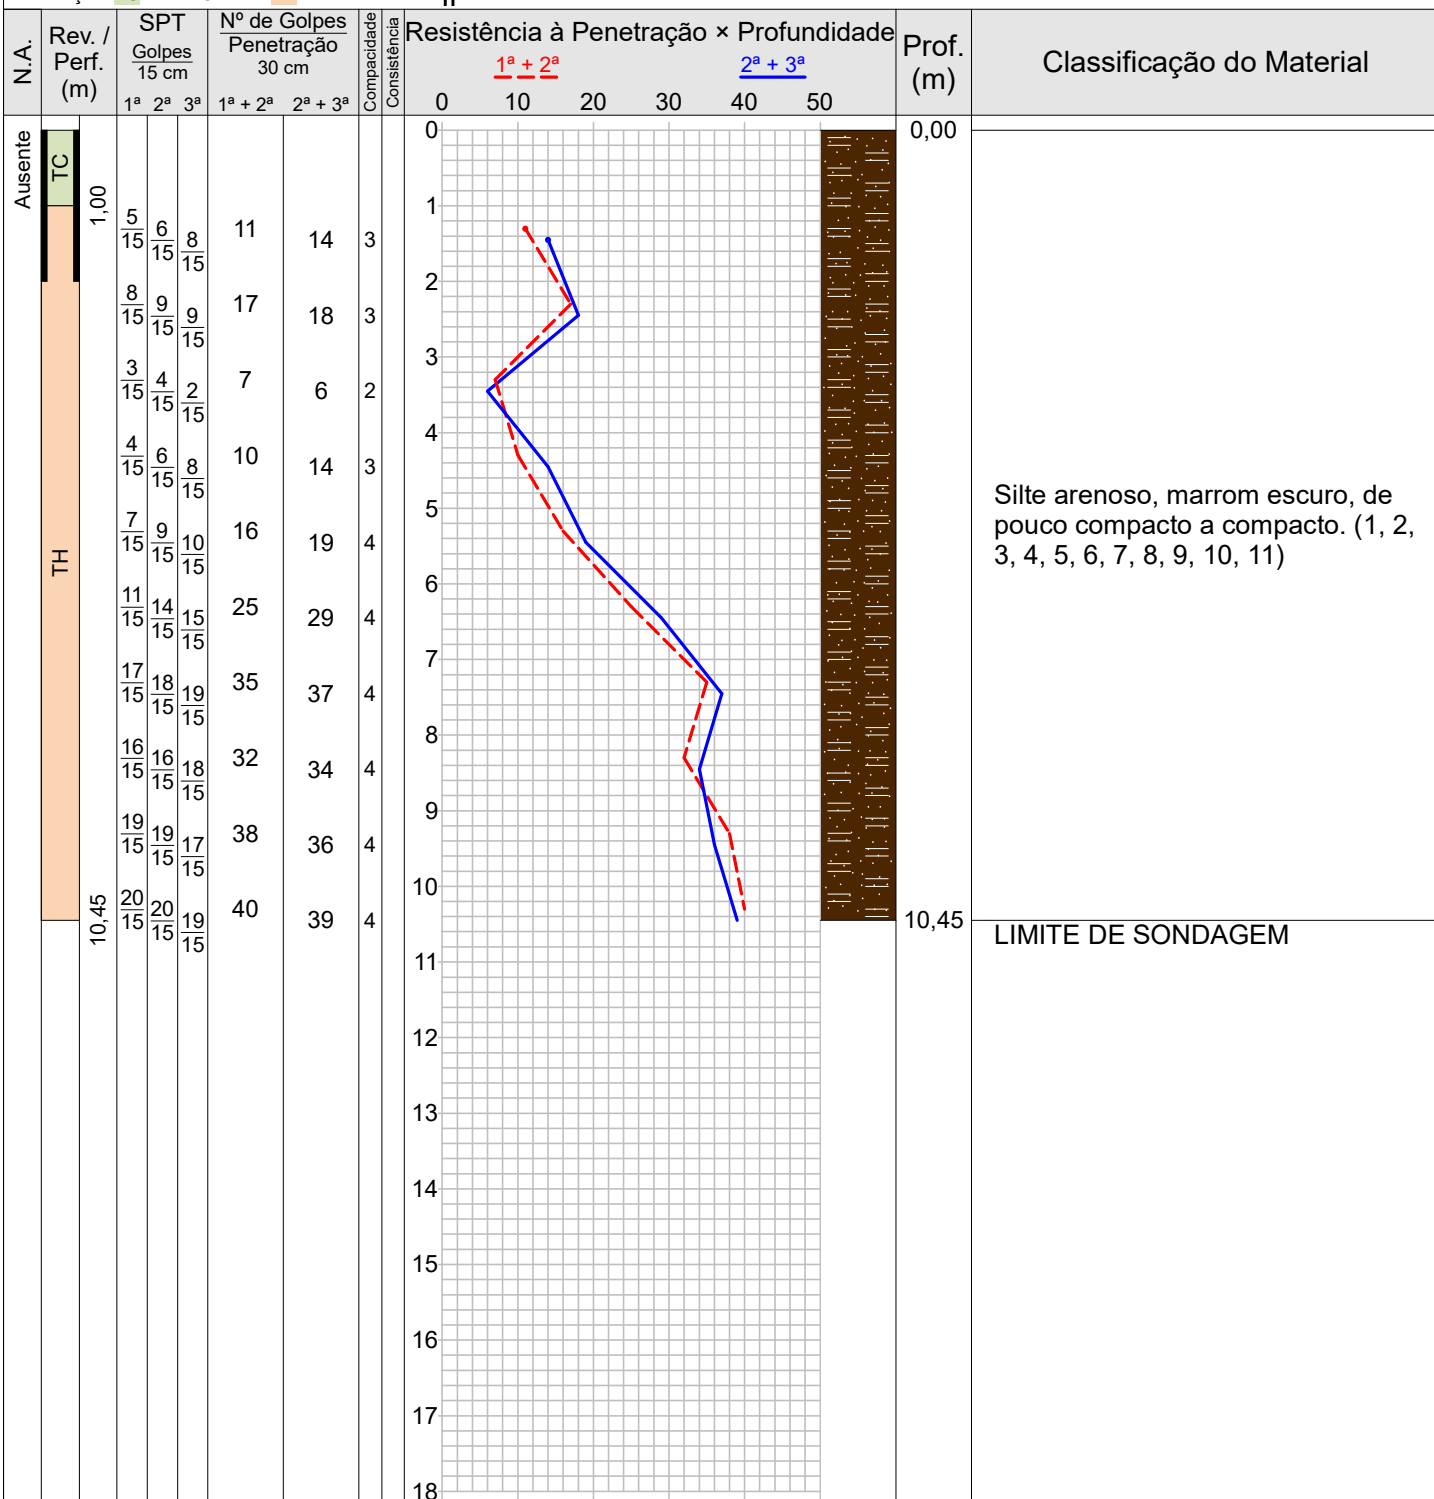 N.A.
Rev. /
Perf.
(m)
SPT
Golpes
15 cm
1ª 2ª 3ª
Nº de Golpes
Penetração
30 cm
1ª + 2ª 2ª + 3ª
Compacidade
Consistência
Resistência à Penetração × Profundidade
1ª + 2ª 2ª + 3ª
0 10 20 30 40 50
Prof.
(m)
Classificação do Material
Ausente
TC
1,00
TH
10,45
5/15 6/15 8/15 11 14 3
8/15 9/15 9/15 17 18 3
3/15 4/15 2/15 7 6 2
4/15 6/15 8/15 10 14 3
7/15 9/15 10/15 16 19 4
11/15 14/15 15/15 25 29 4
17/15 18/15 19/15 35 37 4
16/15 16/15 18/15 32 34 4
19/15 19/15 17/15 38 36 4
20/15 20/15 19/15 40 39 4
0
1
2
3
4
5
6
7
8
9
10
11
12
13
14
15
16
17
18
0,00
10,45
Silte arenoso, marrom escuro, de
pouco compacto a compacto. (1, 2,
3, 4, 5, 6, 7, 8, 9, 10, 11)
LIMITE DE SONDAGEM